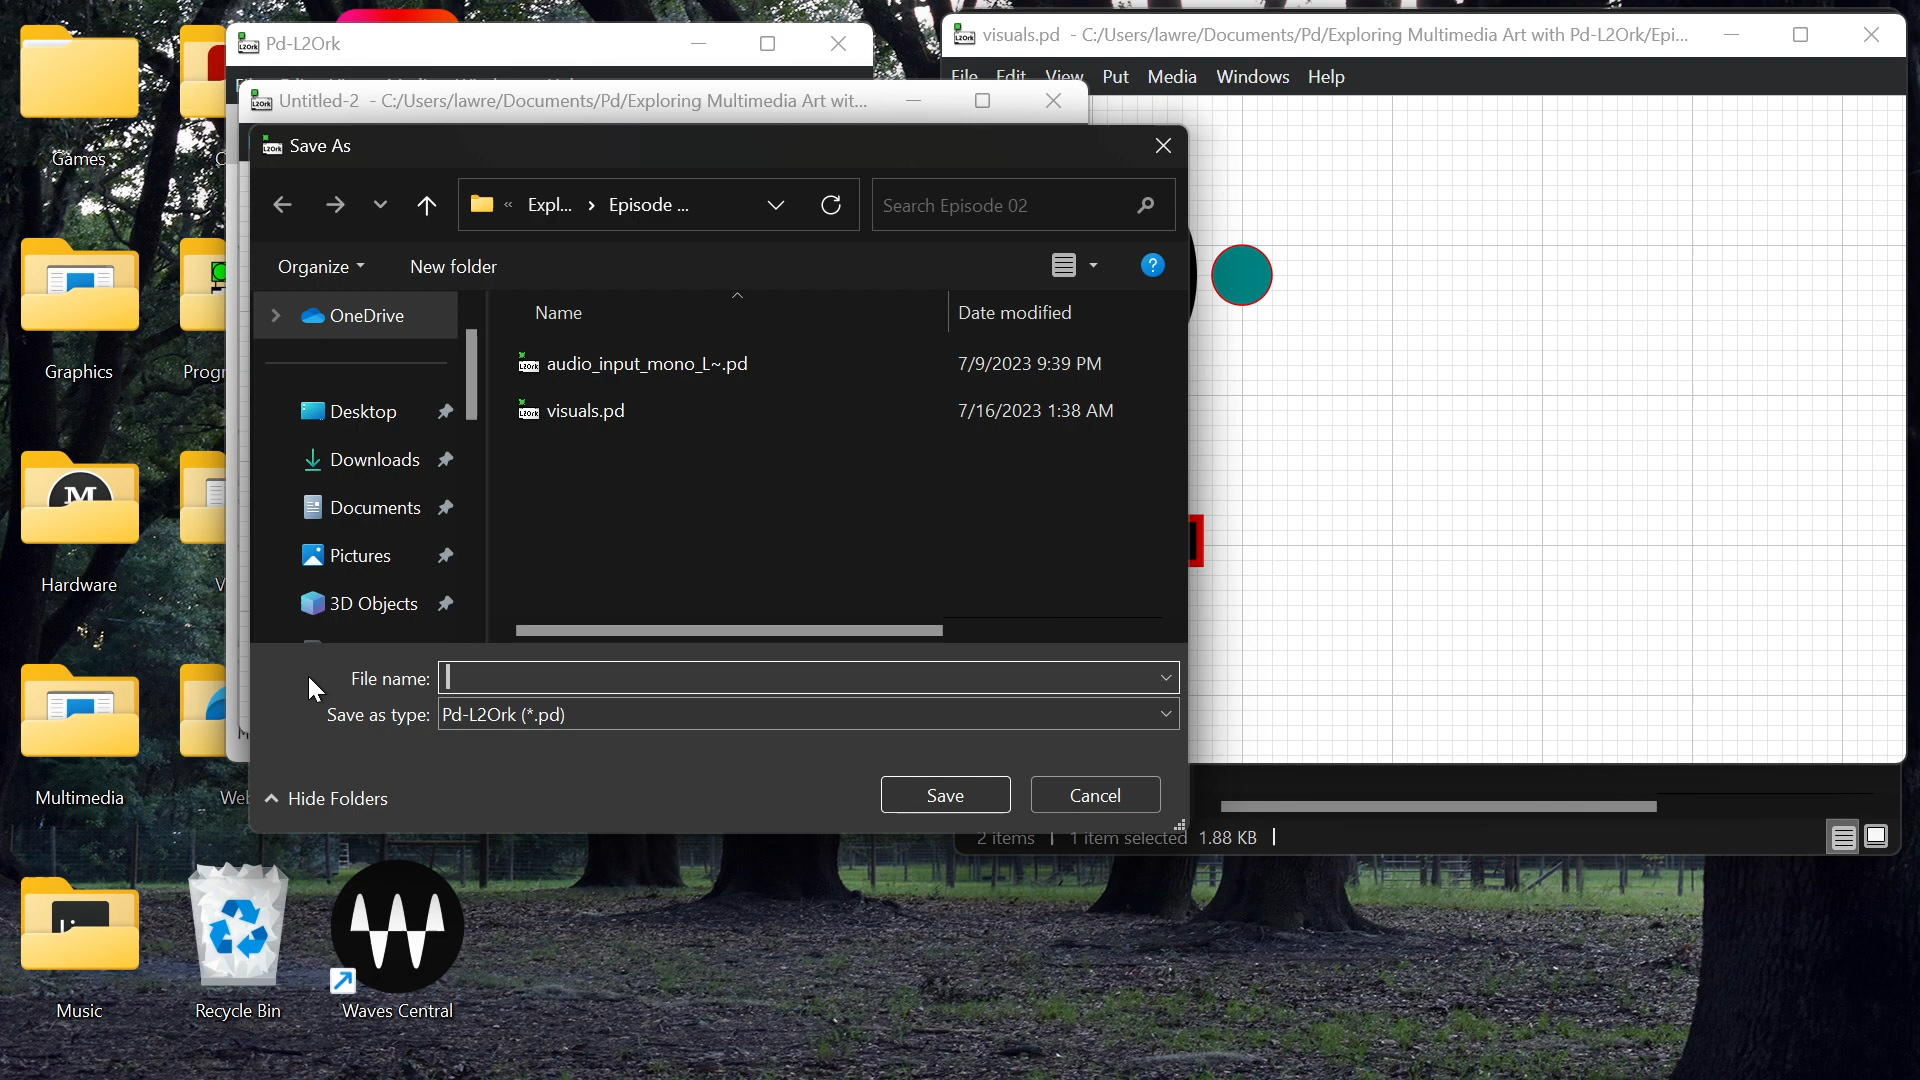 Pd-L2Ork
visuals.pd - C:/Users/lawre/Documents/Pd/Exploring Multimedia Art with Pd-L2Ork/Epi...
File Edit View Put Media Windows Help
Untitled-2 - C:/Users/lawre/Documents/Pd/Exploring Multimedia Art wit...
Save As
Expl... › Episode ...
Search Episode 02
Organize
New folder
OneDrive
Desktop
Downloads
Documents
Pictures
3D Objects
Name
Date modified
audio_input_mono_L~.pd
7/9/2023 9:39 PM
visuals.pd
7/16/2023 1:38 AM
File name:
Save as type: Pd-L2Ork (*.pd)
Hide Folders
Save
Cancel
2 items 1 item selected 1.88 KB
Games
Graphics
Progr
Hardware
Multimedia
Music
Recycle Bin
Waves Central